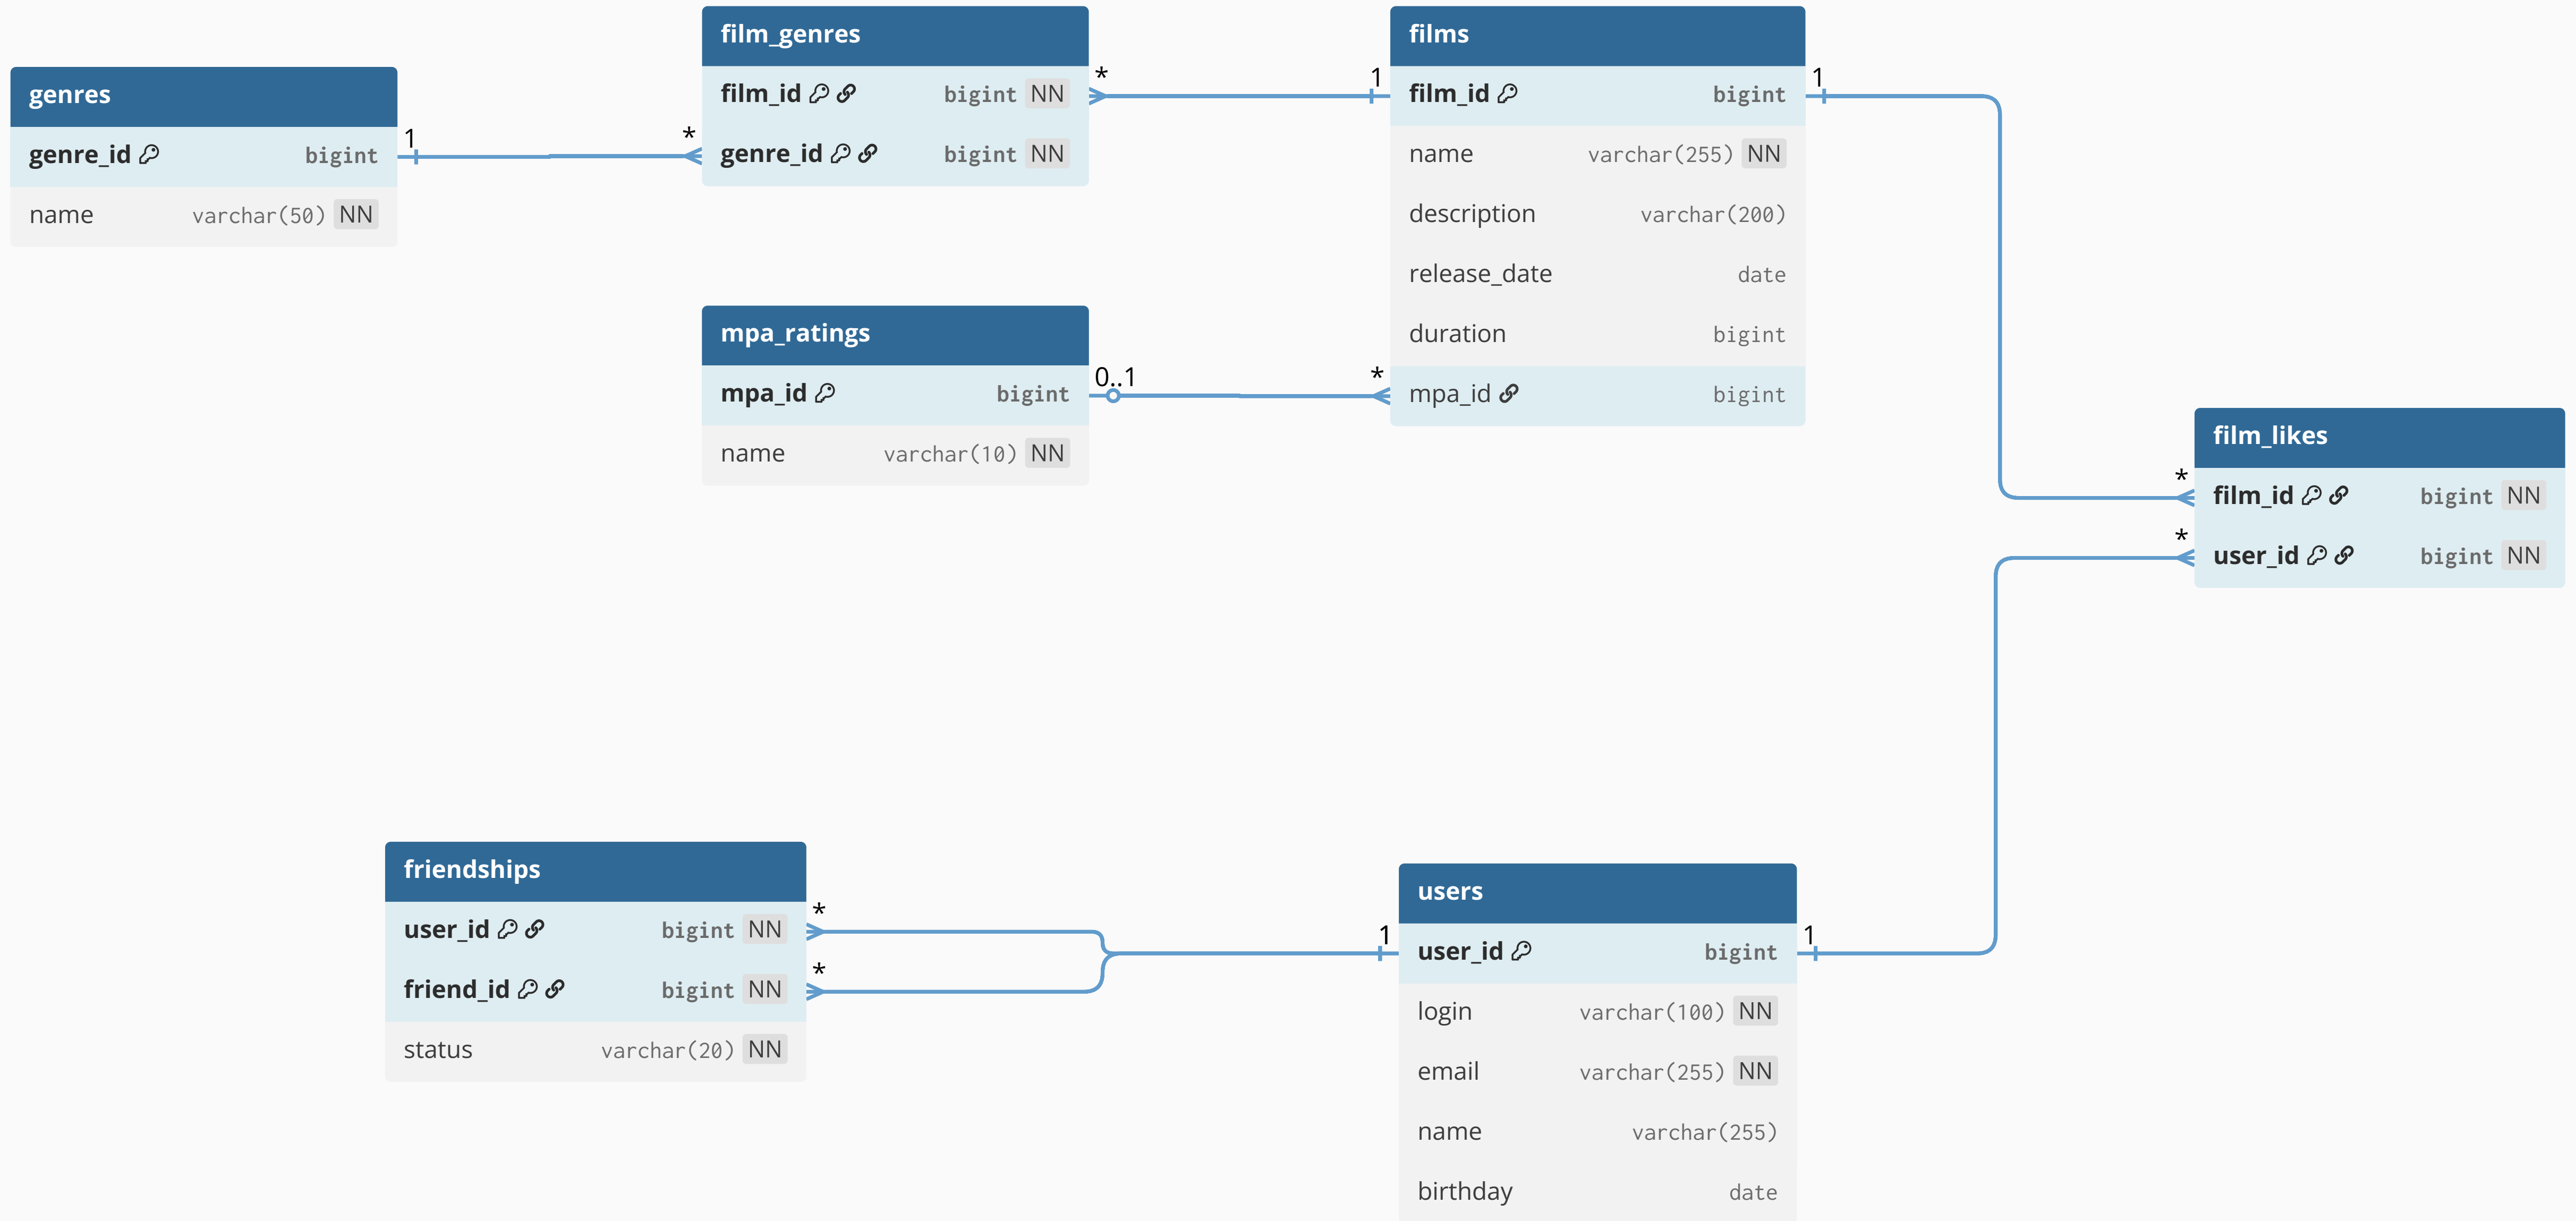 genres
genre_id bigint
name varchar(50) NN
1
*
film_genres
film_id bigint NN
genre_id bigint NN
*
1
films
film_id bigint
name varchar(255) NN
description varchar(200)
release_date date
duration bigint
mpa_id bigint
1
mpa_ratings
mpa_id bigint
name varchar(10) NN
0..1
*
film_likes
film_id bigint NN
user_id bigint NN
*
*
friendships
user_id bigint NN
friend_id bigint NN
status varchar(20) NN
*
*
1
users
user_id bigint
login varchar(100) NN
email varchar(255) NN
name varchar(255)
birthday date
1